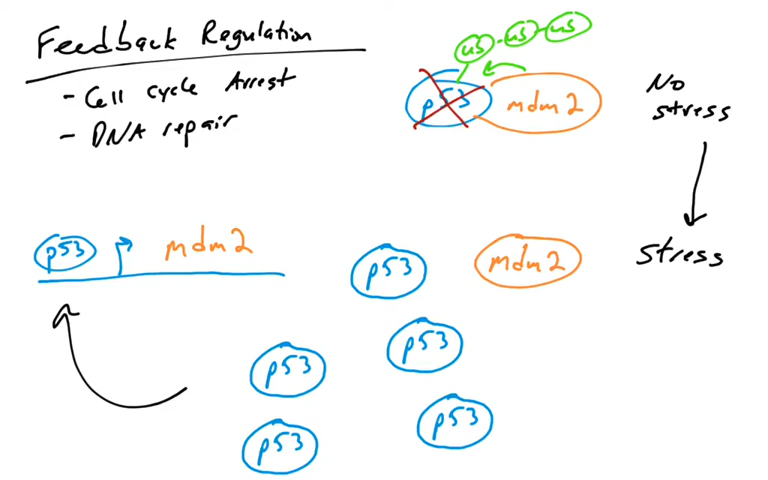 Feedback Regulation
- Cell cycle Arrest
- DNA repair
ub - ub - ub
p53 mdm2
No
stress
stress
p53 mdm2
p53 mdm2
p53
p53
p53
p53